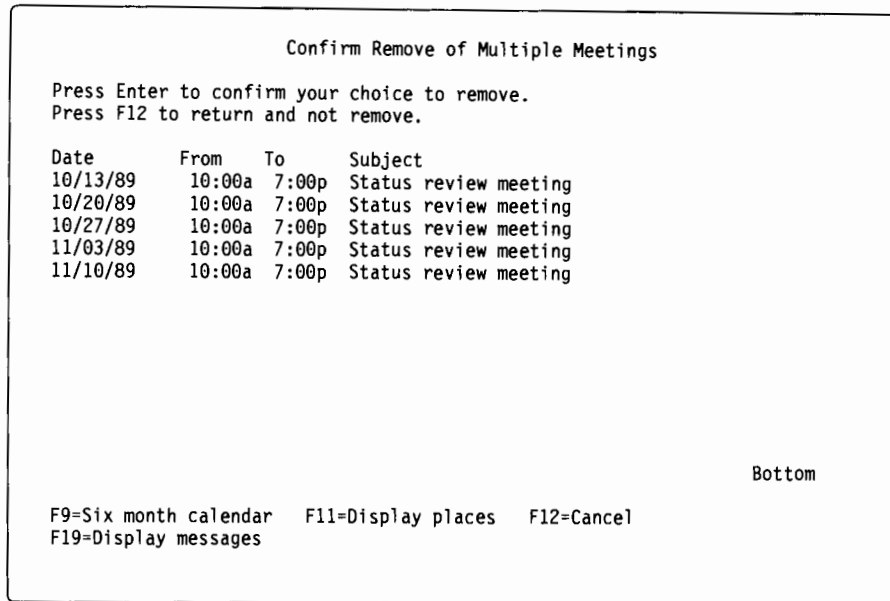 Confirm Remove of Multiple Meetings
Press Enter to confirm your choice to remove.
Press F12 to return and not remove.
Date From To Subject
10/13/89 10:00a 7:00p Status review meeting
10/20/89 10:00a 7:00p Status review meeting
10/27/89 10:00a 7:00p Status review meeting
11/03/89 10:00a 7:00p Status review meeting
11/10/89 10:00a 7:00p Status review meeting
Bottom
F9=Six month calendar F11=Display places F12=Cancel
F19=Display messages